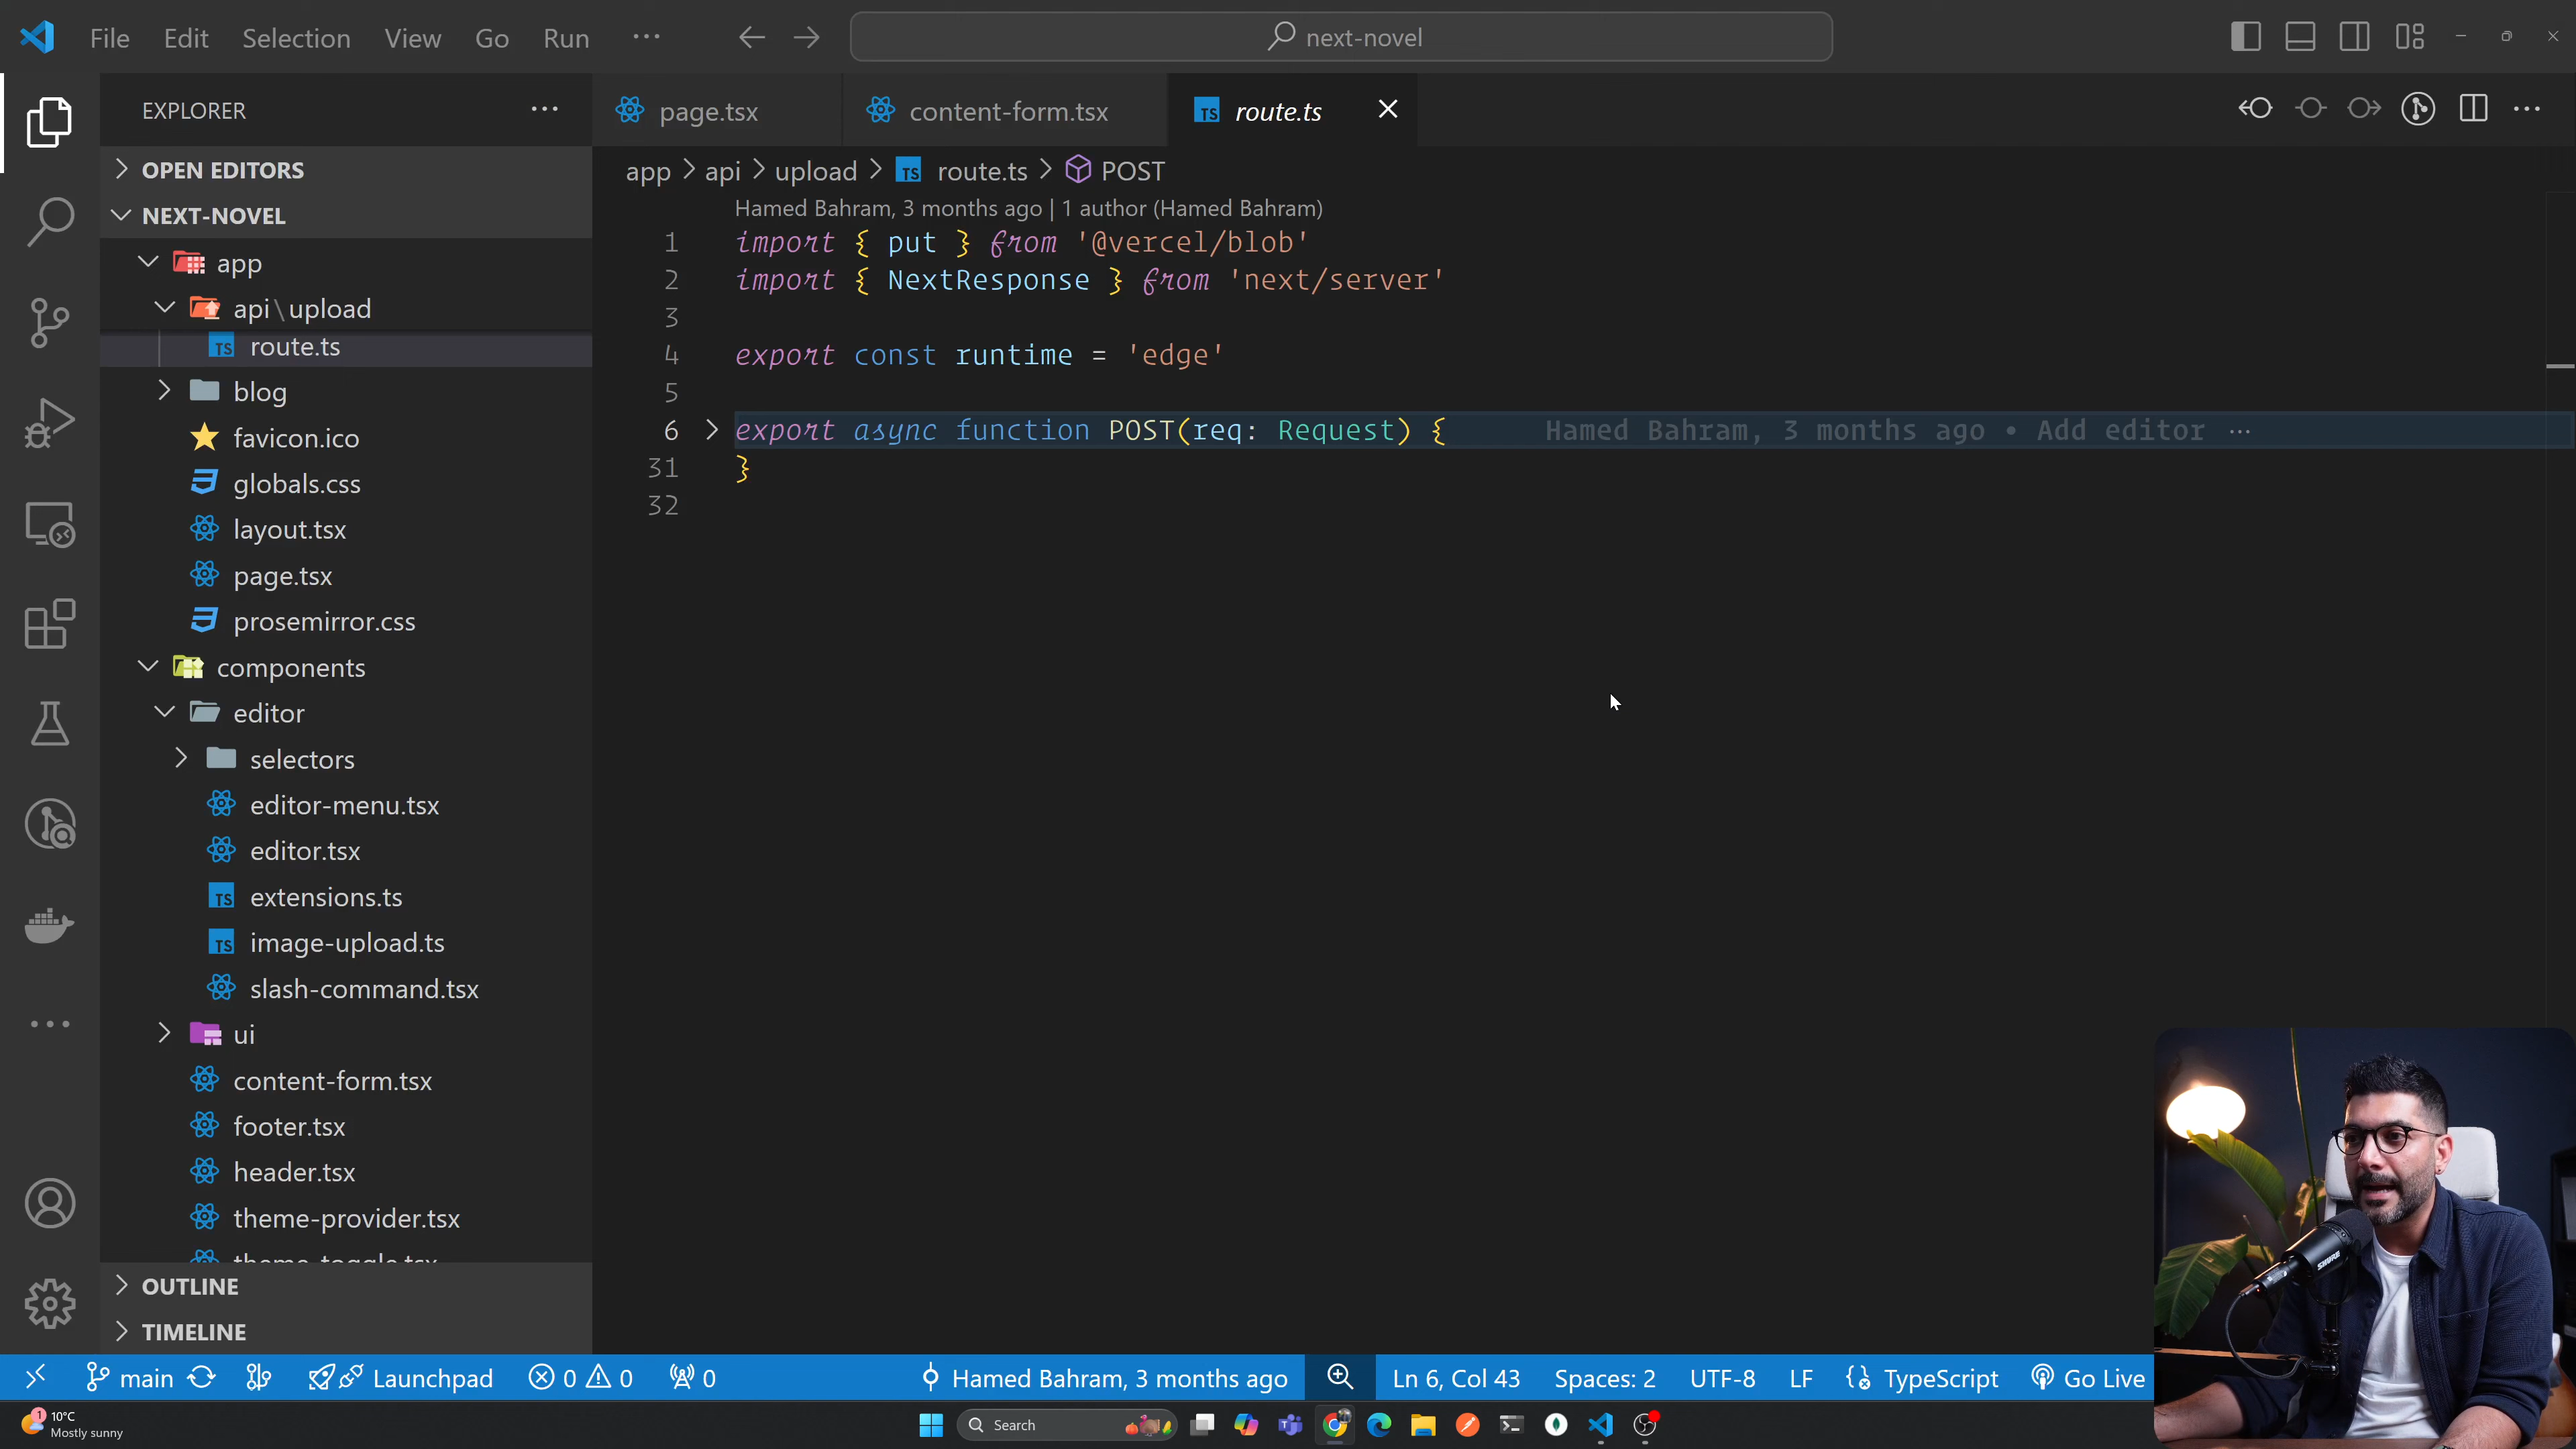 File Edit Selection View Go Run ···
next-novel
EXPLORER
OPEN EDITORS
NEXT-NOVEL
app
api\upload
route.ts
blog
favicon.ico
globals.css
layout.tsx
page.tsx
prosemirror.css
components
editor
selectors
editor-menu.tsx
editor.tsx
extensions.ts
image-upload.ts
slash-command.tsx
ui
content-form.tsx
footer.tsx
header.tsx
theme-provider.tsx
theme-toggle.tsx
OUTLINE
TIMELINE
page.tsx content-form.tsx TS route.ts
app > api > upload > TS route.ts > POST
Hamed Bahram, 3 months ago | 1 author (Hamed Bahram)
1 import { put } from '@vercel/blob'
2 import { NextResponse } from 'next/server'
3
4 export const runtime = 'edge'
5
6 export async function POST(req: Request) { Hamed Bahram, 3 months ago • Add editor ···
31 }
32
main Launchpad 0 0 0 Hamed Bahram, 3 months ago Ln 6, Col 43 Spaces: 2 UTF-8 LF TypeScript Go Live
1 10°C
Mostly sunny
Search